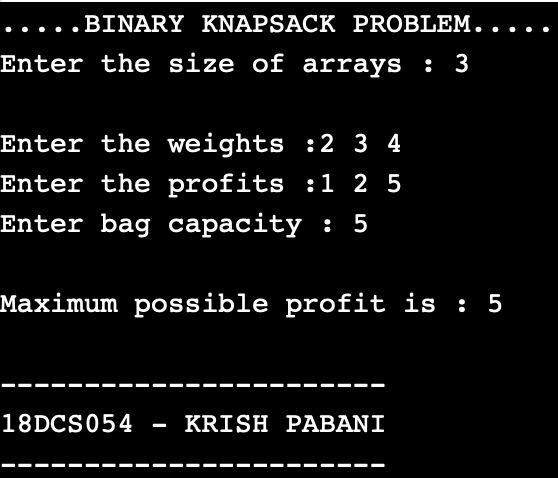 .....BINARY KNAPSACK PROBLEM.....
Enter the size of arrays : 3
Enter the weights :2 3 4
Enter the profits :1 2 5
Enter bag capacity : 5
Maximum possible profit is : 5
-----------------------
18DCS054 - KRISH PABANI
-----------------------